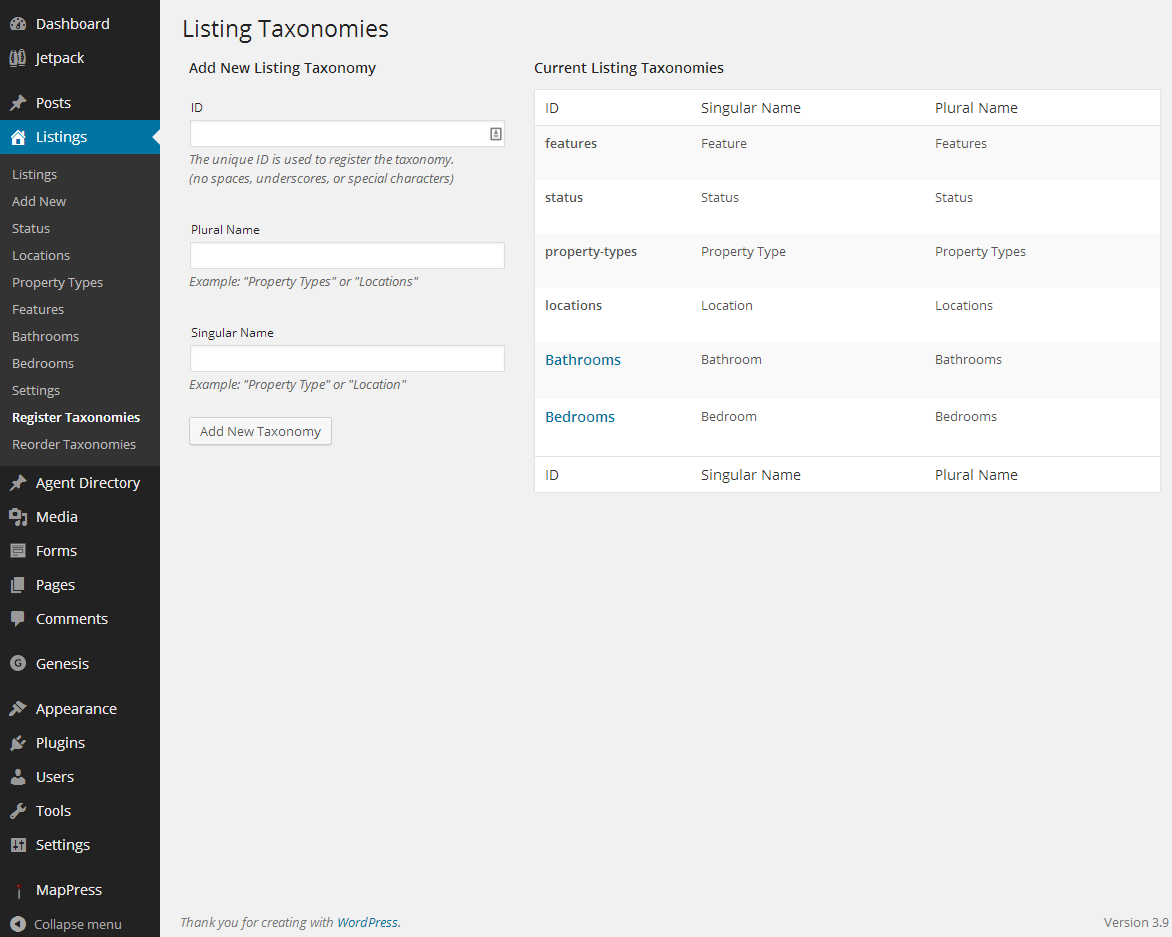 Dashboard
Jetpack
Posts
Listings
Listings
Add New
Status
Locations
Property Types
Features
Bathrooms
Bedrooms
Settings
Register Taxonomies
Reorder Taxonomies
Agent Directory
Media
Forms
Pages
Comments
G Genesis
Appearance
Plugins
Users
Tools
Settings
MapPress
Collapse menu
Listing Taxonomies
Add New Listing Taxonomy
ID
The unique ID is used to register the taxonomy.
(no spaces, underscores, or special characters)
Plural Name
Example: "Property Types" or "Locations"
Singular Name
Example: "Property Type" or "Location"
Add New Taxonomy
Current Listing Taxonomies
ID Singular Name Plural Name
features Feature Features
status Status Status
property-types Property Type Property Types
locations Location Locations
Bathrooms Bathroom Bathrooms
Bedrooms Bedroom Bedrooms
ID Singular Name Plural Name
Thank you for creating with WordPress. Version 3.9